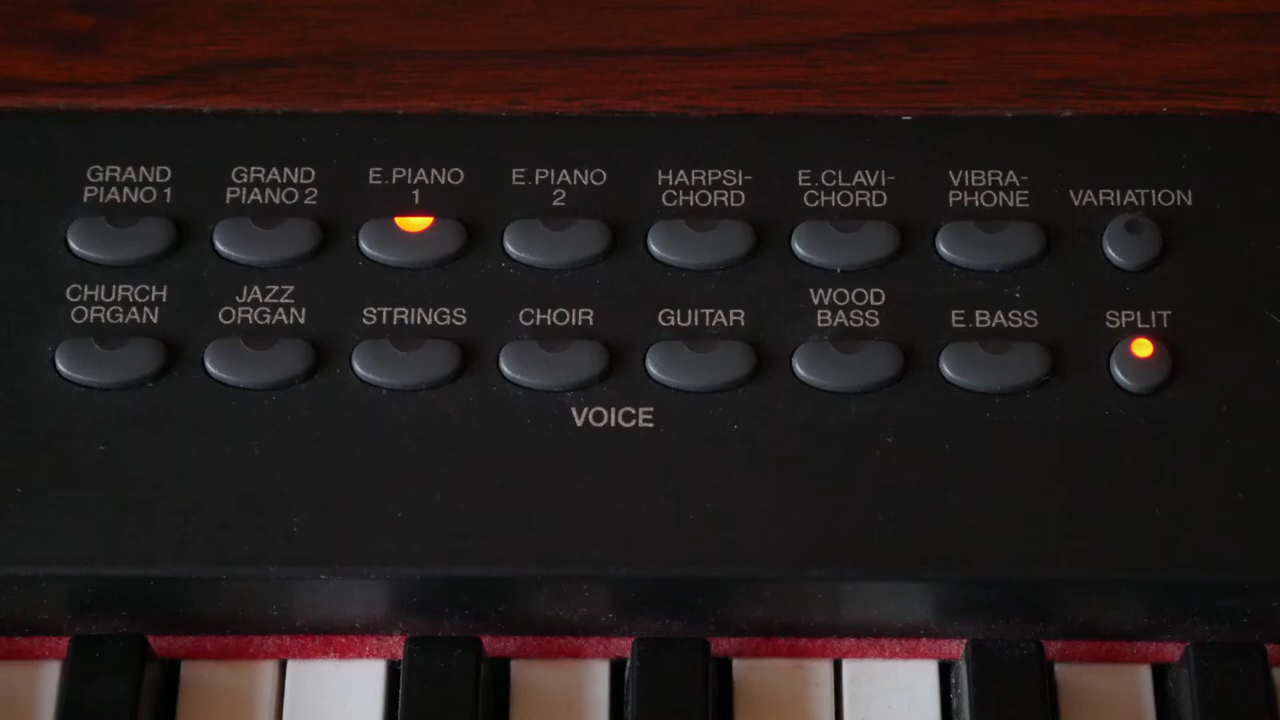 GRAND
PIANO 1
GRAND
PIANO 2
E.PIANO
1
E.PIANO
2
HARPSI-
CHORD
E.CLAVI-
CHORD
VIBRA-
PHONE
VARIATION
CHURCH
ORGAN
JAZZ
ORGAN
STRINGS
CHOIR
GUITAR
WOOD
BASS
E.BASS
SPLIT
VOICE